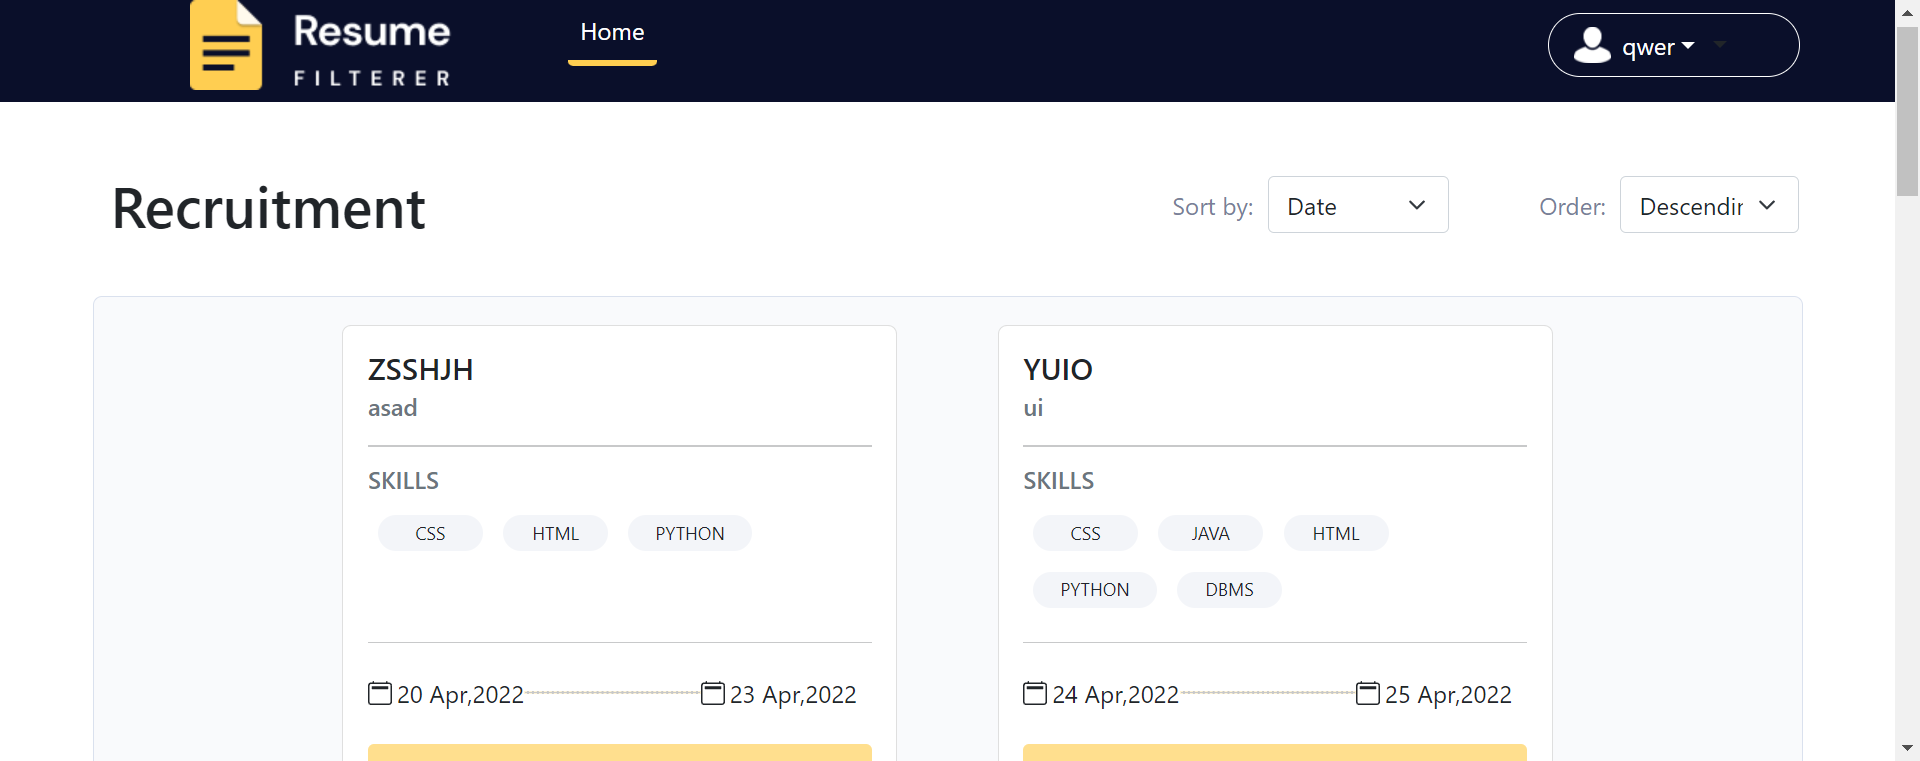 Resume
FILTERER
Home
qwer
Recruitment
Sort by:
Date
Order:
Descendir
ZSSHJH
asad
SKILLS
CSS
HTML
PYTHON
20 Apr,2022
23 Apr,2022
YUIO
ui
SKILLS
CSS
JAVA
HTML
PYTHON
DBMS
24 Apr,2022
25 Apr,2022